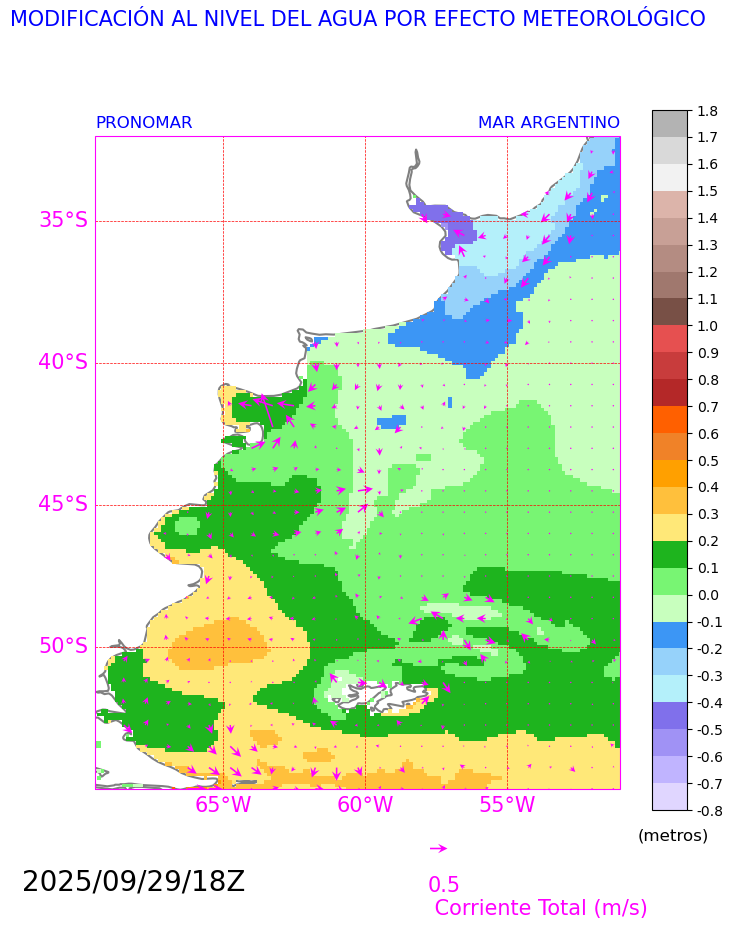 MODIFICACIÓN AL NIVEL DEL AGUA POR EFECTO METEOROLÓGICO
PRONOMAR MAR ARGENTINO
35°S
40°S
45°S
50°S
65°W 60°W 55°W
1.8
1.7
1.6
1.5
1.4
1.3
1.2
1.1
1.0
0.9
0.8
0.7
0.6
0.5
0.4
0.3
0.2
0.1
0.0
-0.1
-0.2
-0.3
-0.4
-0.5
-0.6
-0.7
-0.8
(metros)
2025/09/29/18Z
0.5
Corriente Total (m/s)